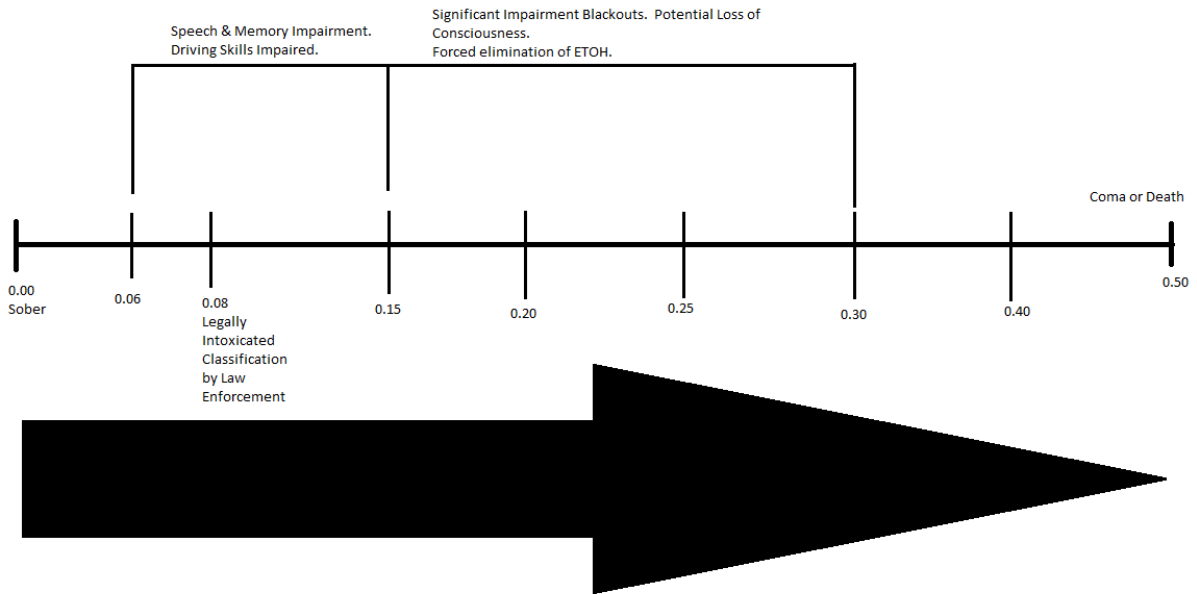 Speech & Memory Impairment.
Driving Skills Impaired.
Significant Impairment Blackouts.  Potential Loss of
Consciousness.
Forced elimination of ETOH.
Coma or Death
0.00
Sober
0.06
0.08
Legally
Intoxicated
Classification
by Law
Enforcement
0.15
0.20
0.25
0.30
0.40
0.50